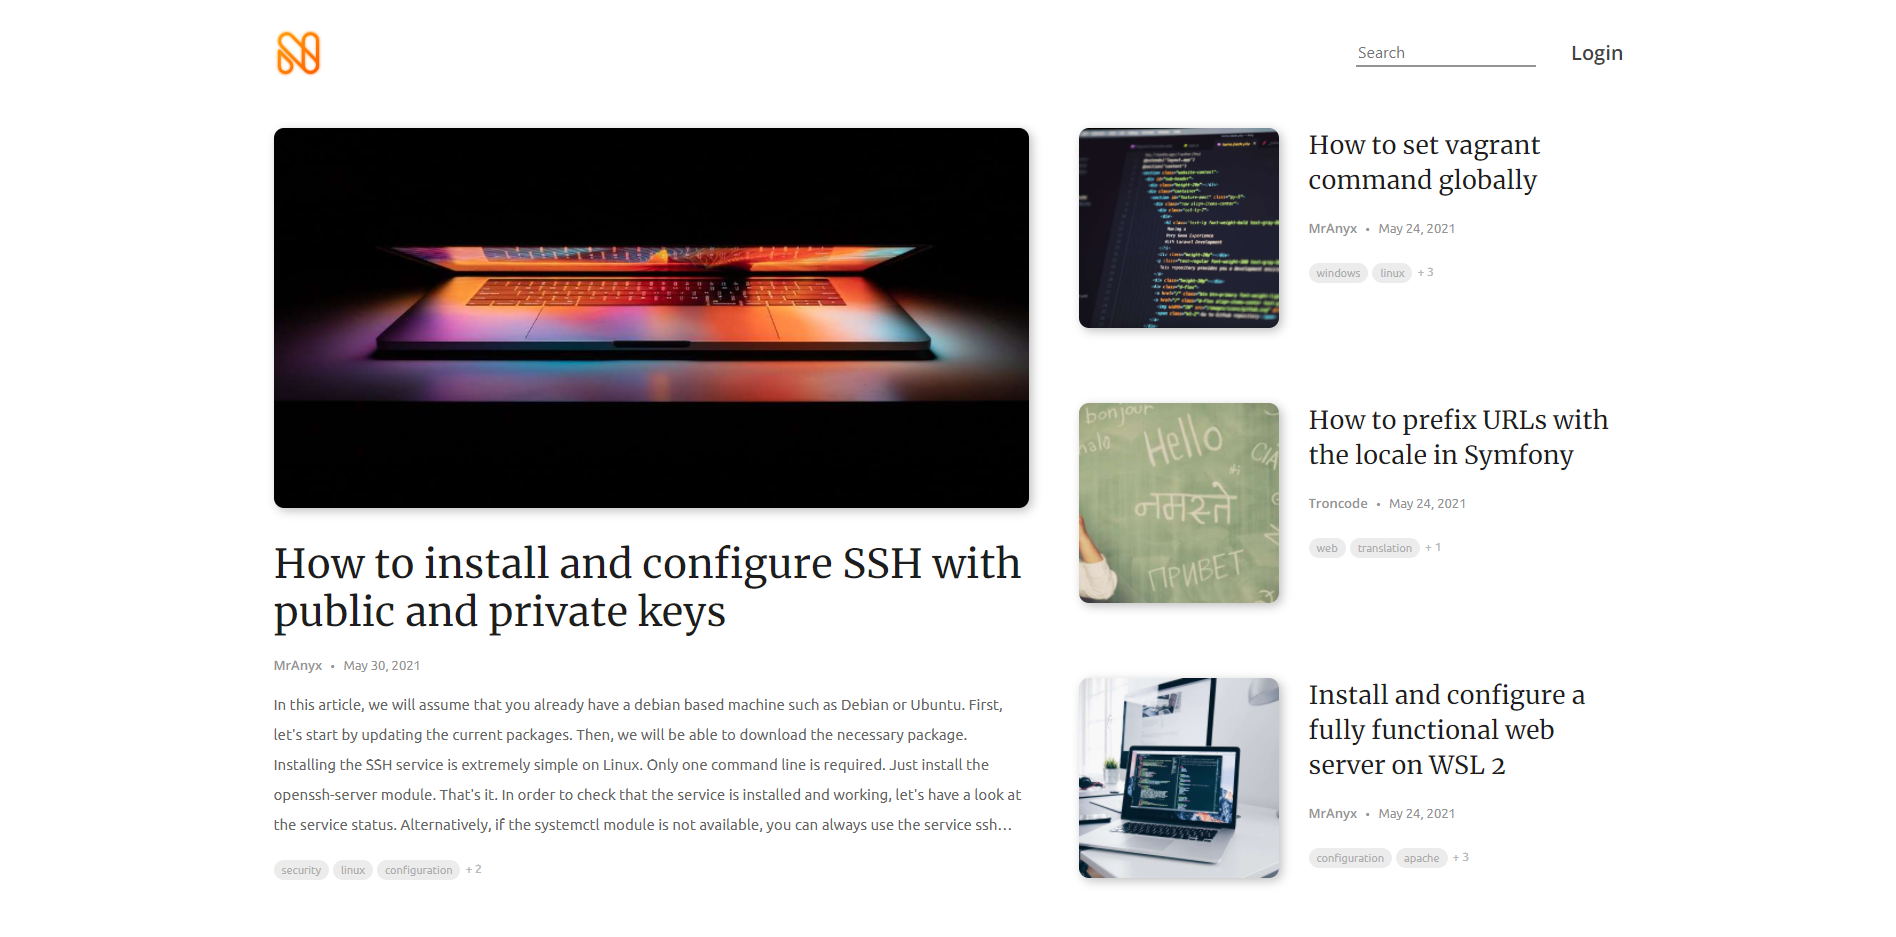 Search
Login
How to install and configure SSH with
public and private keys
MrAnyx • May 30, 2021
In this article, we will assume that you already have a debian based machine such as Debian or Ubuntu. First,
let's start by updating the current packages. Then, we will be able to download the necessary package.
Installing the SSH service is extremely simple on Linux. Only one command line is required. Just install the
openssh-server module. That's it. In order to check that the service is installed and working, let's have a look at
the service status. Alternatively, if the systemctl module is not available, you can always use the service ssh...
security linux configuration + 2
How to set vagrant
command globally
MrAnyx • May 24, 2021
windows linux + 3
bonjour
Hello
hi
नमस्ते
ПРИВЕТ
How to prefix URLs with
the locale in Symfony
Troncode • May 24, 2021
web translation + 1
Install and configure a
fully functional web
server on WSL 2
MrAnyx • May 24, 2021
configuration apache + 3